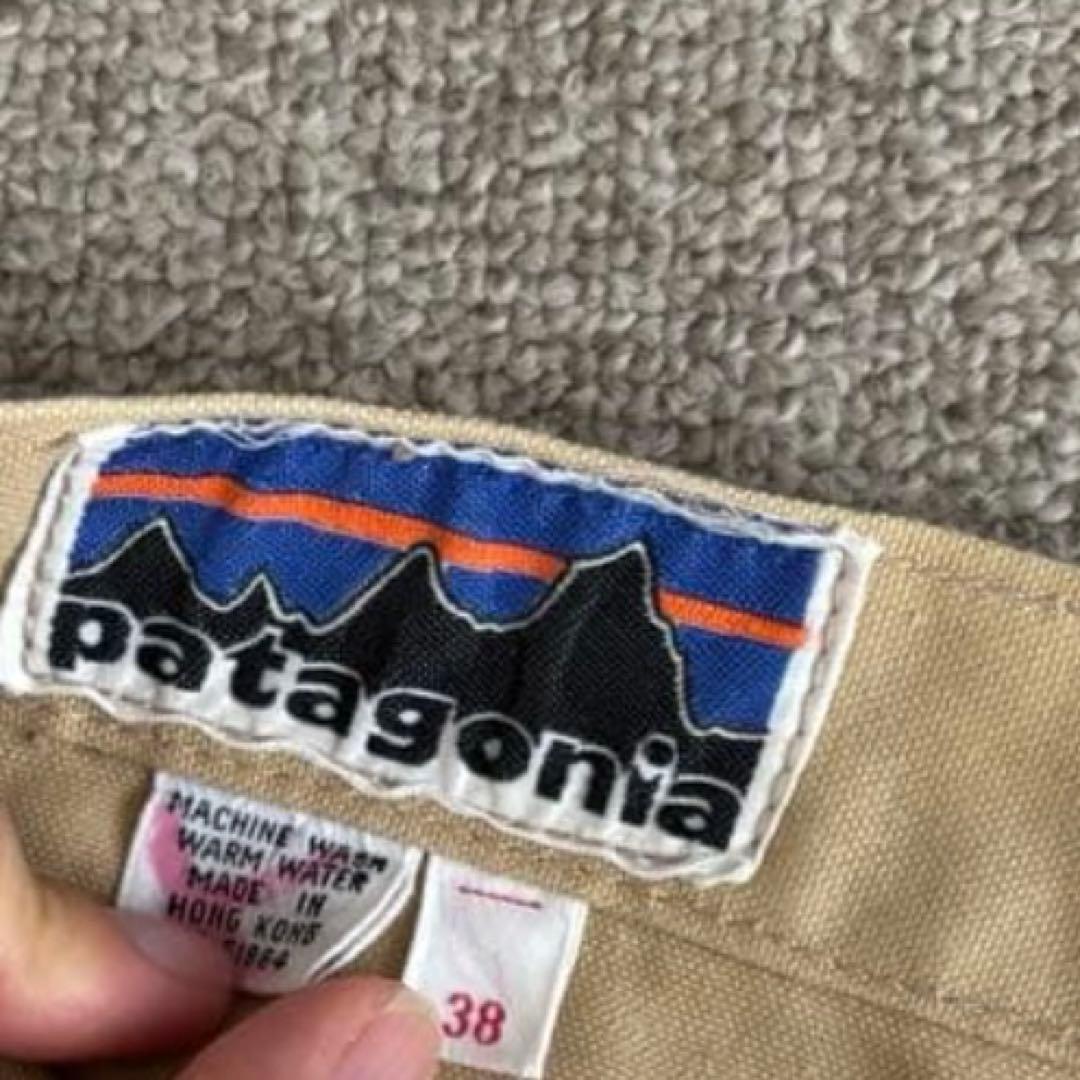 patagonia
MACHINE WASH
WARM WATER
MADE IN
HONG KONG
38